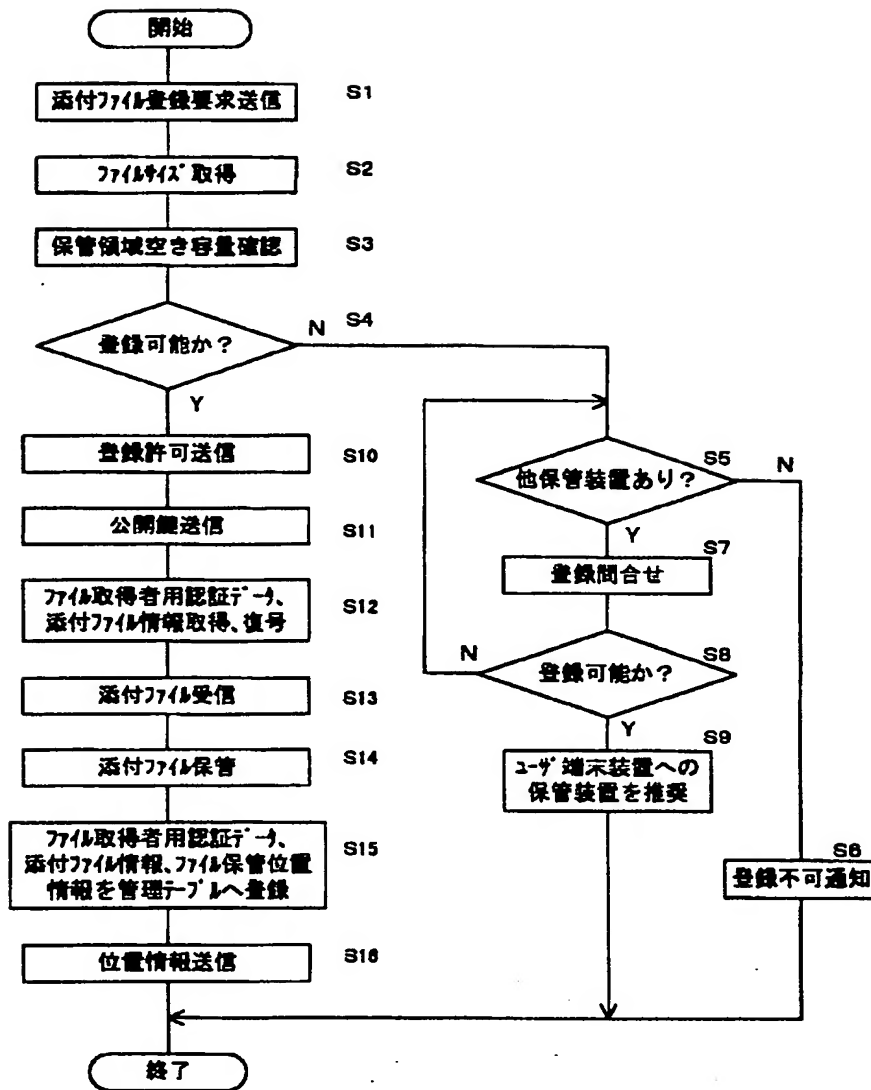 開始
添付ファイル登録要求送信
S1
ファイルサイズ取得
S2
保管領域空き容量確認
S3
登録可能か？
S4
N
Y
登録許可送信
S10
公開鍵送信
S11
ファイル取得者用認証データ、
添付ファイル情報取得、復号
S12
添付ファイル受信
S13
添付ファイル保管
S14
ファイル取得者用認証データ、
添付ファイル情報、ファイル保管位置
情報を管理テーブルへ登録
S15
位置情報送信
S16
終了
他保管装置あり？
S5
N
Y
S7
登録問合せ
登録可能か？
S8
N
Y
S9
ユーザ端末装置への
保管装置を推奨
S6
登録不可通知